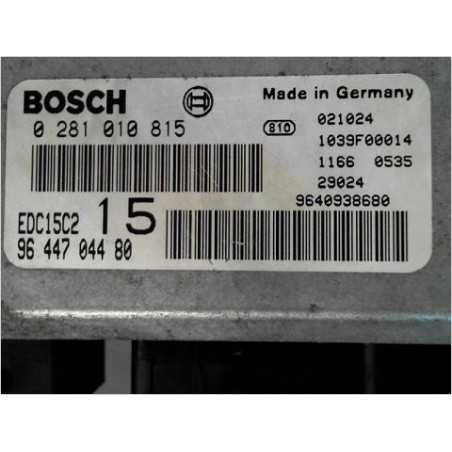 BOSCH
Made in Germany
0 281 010 815
810
021024
1039F00014
1166 0535
29024
9640938680
EDC15C2 15
96 447 044 80